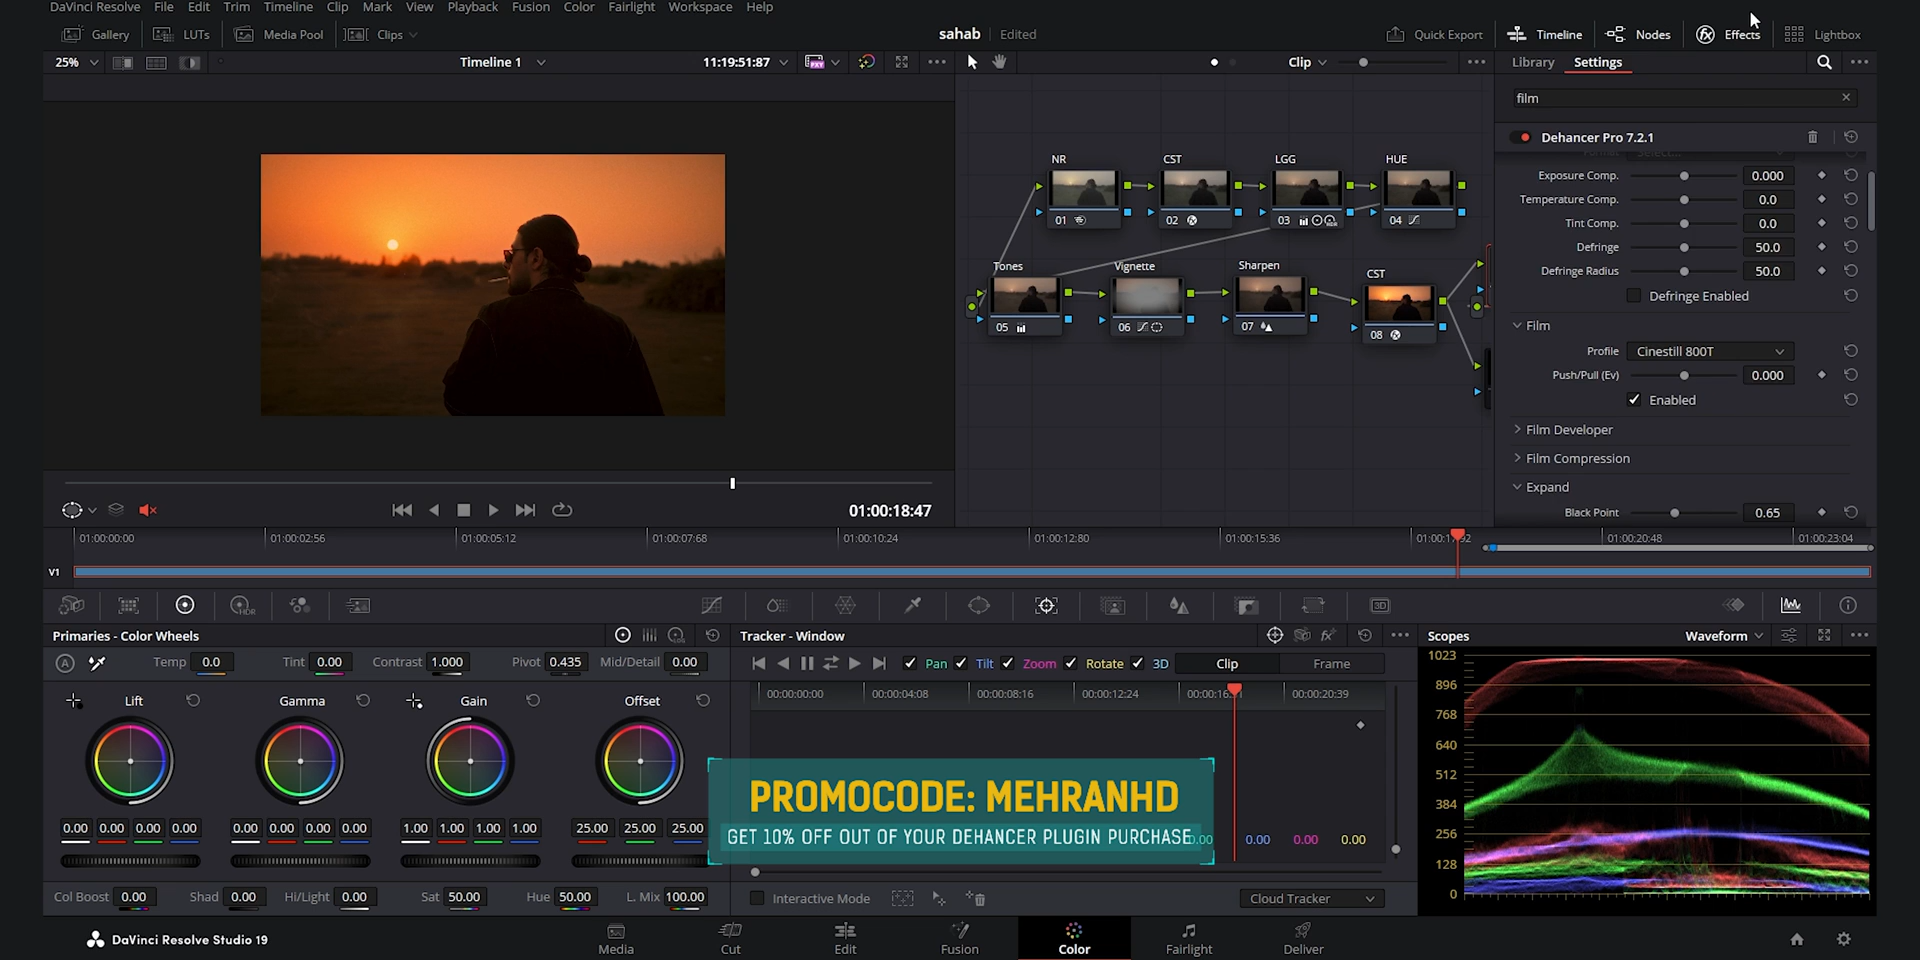 DaVinci Resolve File Edit Trim Timeline Clip Mark View Playback Fusion Color Fairlight Workspace Help
Gallery LUTs Media Pool Clips sahab Edited Quick Export Timeline Nodes Effects Lightbox
25% Timeline 1 11:19:51:87 Clip Library Settings
film
Dehancer Pro 7.2.1
Exposure Comp. 0.000
Temperature Comp. 0.0
Tint Comp. 0.0
Defringe 50.0
Defringe Radius 50.0
Defringe Enabled
Film
Profile Cinestill 800T
Push/Pull (Ev) 0.000
Enabled
Film Developer
Film Compression
Expand
Black Point 0.65
NR CST LGG HUE
01 02 03 04
Tones Vignette Sharpen CST
05 06 07 08
01:00:18:47
01:00:00:00 01:00:02:56 01:00:05:12 01:00:07:68 01:00:10:24 01:00:12:80 01:00:15:36 01:00:20:48 01:00:23:04
V1
HDR 3D
Primaries - Color Wheels
Temp 0.0 Tint 0.00 Contrast 1.000 Pivot 0.435 Mid/Detail 0.00
Lift Gamma Gain Offset
0.00 0.00 0.00 0.00 0.00 0.00 0.00 0.00 1.00 1.00 1.00 1.00 25.00 25.00 25.00
Col Boost 0.00 Shad 0.00 Hi/Light 0.00 Sat 50.00 Hue 50.00 L. Mix 100.00
Tracker - Window
Pan Tilt Zoom Rotate 3D Clip Frame
00:00:00:00 00:00:04:08 00:00:08:16 00:00:12:24 00:00:20:39
PROMOCODE: MEHRANHD
GET 10% OFF OUT OF YOUR DEHANCER PLUGIN PURCHASE
0.00 0.00 0.00 0.00
Interactive Mode Cloud Tracker
Scopes Waveform
1023
896
768
640
512
384
256
128
0
DaVinci Resolve Studio 19
Media Cut Edit Fusion Color Fairlight Deliver